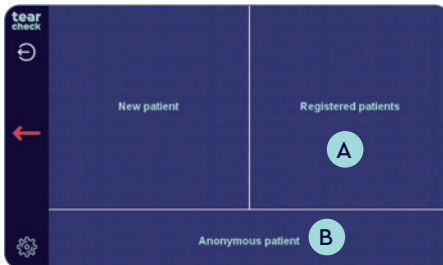 tear
check
New patient
Registered patients
A
Anonymous patient B